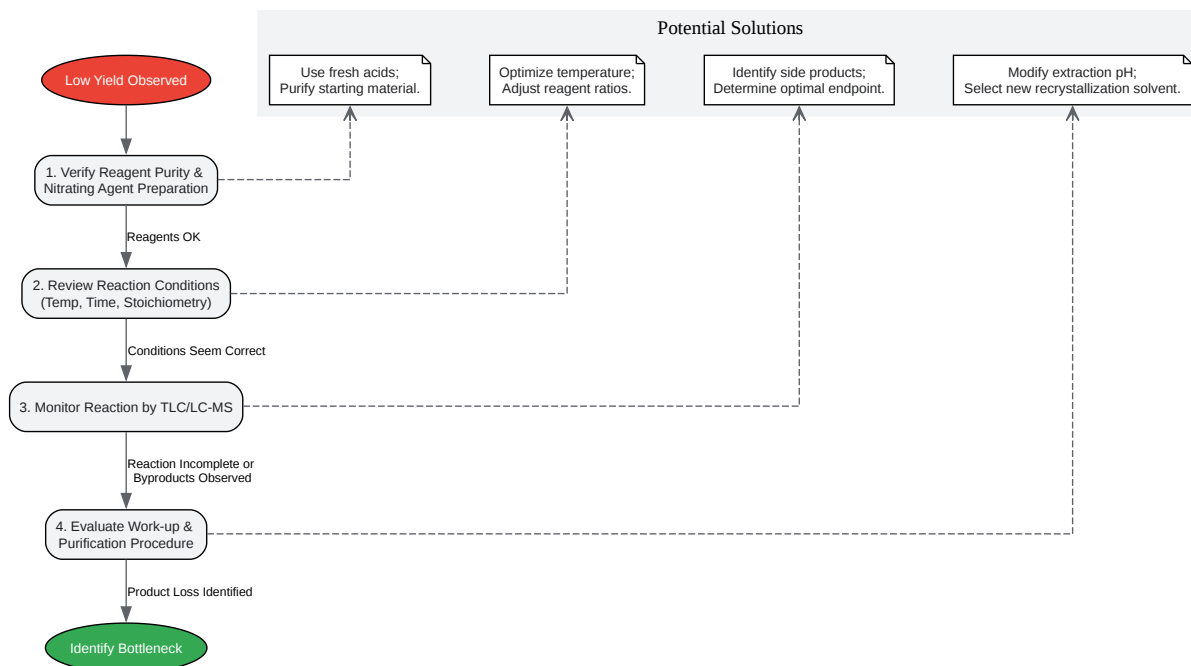 Potential Solutions
Low Yield Observed
Use fresh acids;
Purify starting material.
Optimize temperature;
Adjust reagent ratios.
Identify side products;
Determine optimal endpoint.
Modify extraction pH;
Select new recrystallization solvent.
1. Verify Reagent Purity &
Nitrating Agent Preparation
Reagents OK
2. Review Reaction Conditions
(Temp, Time, Stoichiometry)
Conditions Seem Correct
3. Monitor Reaction by TLC/LC-MS
Reaction Incomplete or
Byproducts Observed
4. Evaluate Work-up &
Purification Procedure
Product Loss Identified
Identify Bottleneck